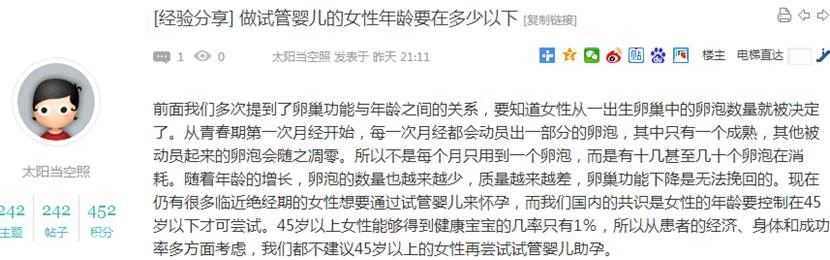 [经验分享] 做试管婴儿的女性年龄要在多少以下 [复制链接]
1 0 太阳当空照 发表于 昨天 21:11 贴 楼主 电梯直达
前面我们多次提到了卵巢功能与年龄之间的关系，要知道女性从一出生卵巢中的卵泡数量就被决定
了。从青春期第一次月经开始，每一次月经都会动员出一部分的卵泡，其中只有一个成熟，其他被
动员起来的卵泡会随之凋零。所以不是每个月只用到一个卵泡，而是有十几甚至几十个卵泡在消
耗。随着年龄的增长，卵泡的数量也越来越少，质量越来越差，卵巢功能下降是无法挽回的。现在
仍有很多临近绝经期的女性想要通过试管婴儿来怀孕，而我们国内的共识是女性的年龄要控制在45
岁以下才可尝试。45岁以上女性能够得到健康宝宝的几率只有1%，所以从患者的经济、身体和成功
率多方面考虑，我们都不建议45岁以上的女性再尝试试管婴儿助孕。
太阳当空照
242 242 452
主题 帖子 积分